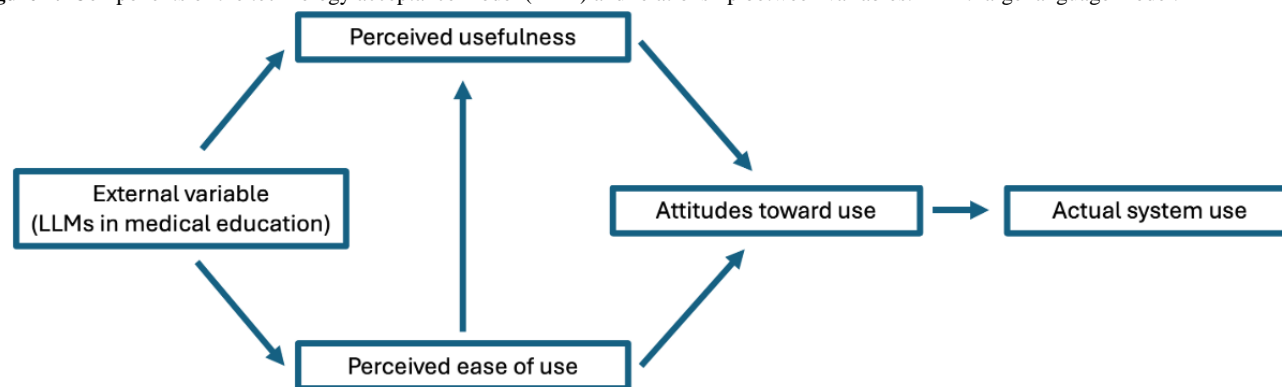 Perceived usefulness
External variable
(LLMs in medical education)
Attitudes toward use
Actual system use
Perceived ease of use